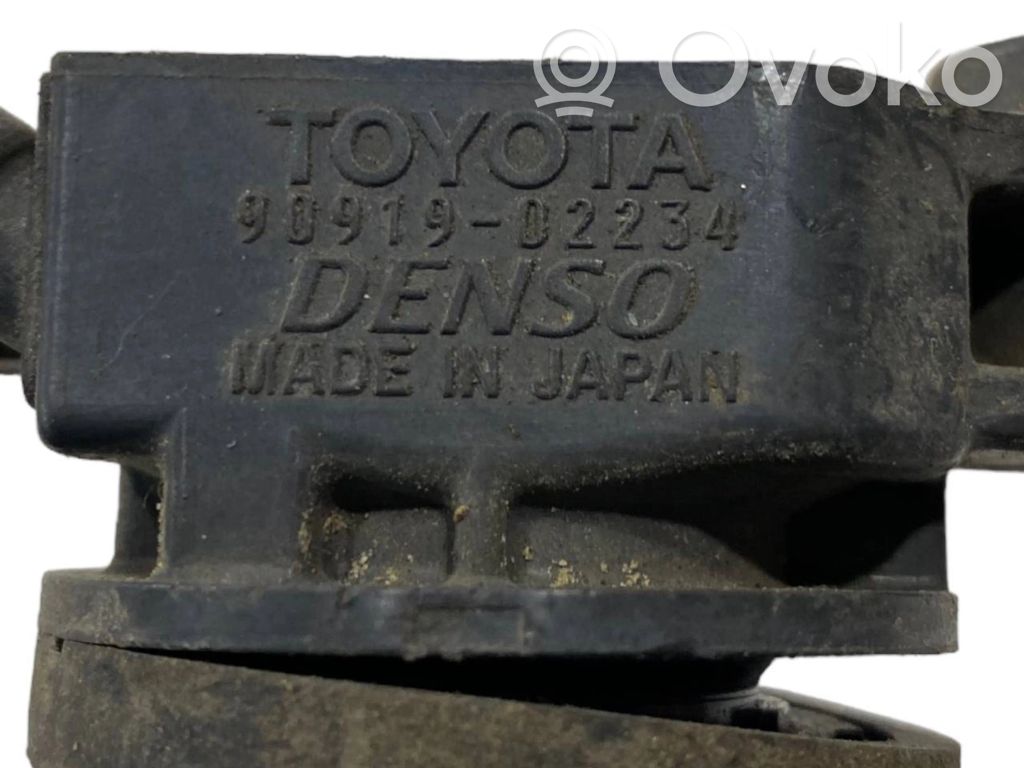 © Ovoko
TOYOTA
90919-02234
DENSO
MADE IN JAPAN